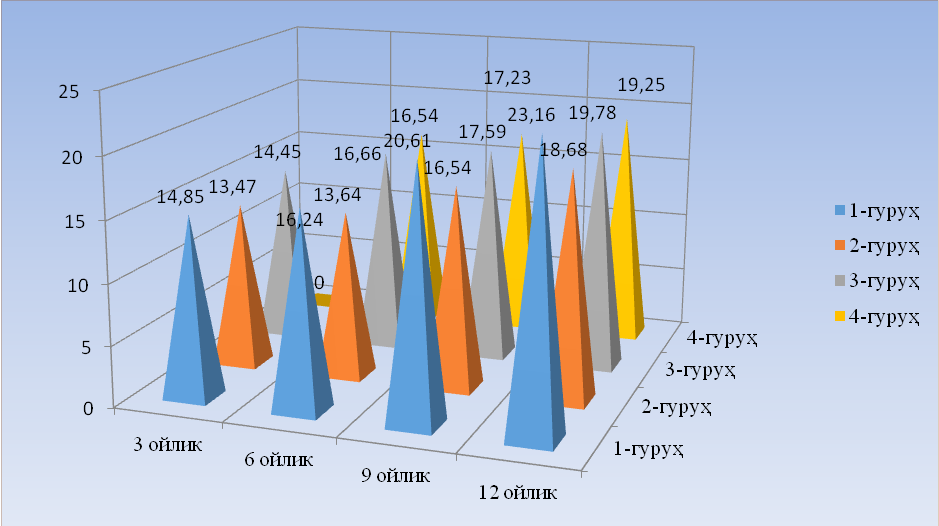 25
20
15
10
5
0
14,85
16,24
20,61
23,16
13,47
13,64
16,54
18,68
14,45
16,66
17,59
19,78
0
16,54
17,23
19,25
3 ойлик
6 ойлик
9 ойлик
12 ойлик
1-гуруҳ
2-гуруҳ
3-гуруҳ
4-гуруҳ
1-гуруҳ
2-гуруҳ
3-гуруҳ
4-гуруҳ